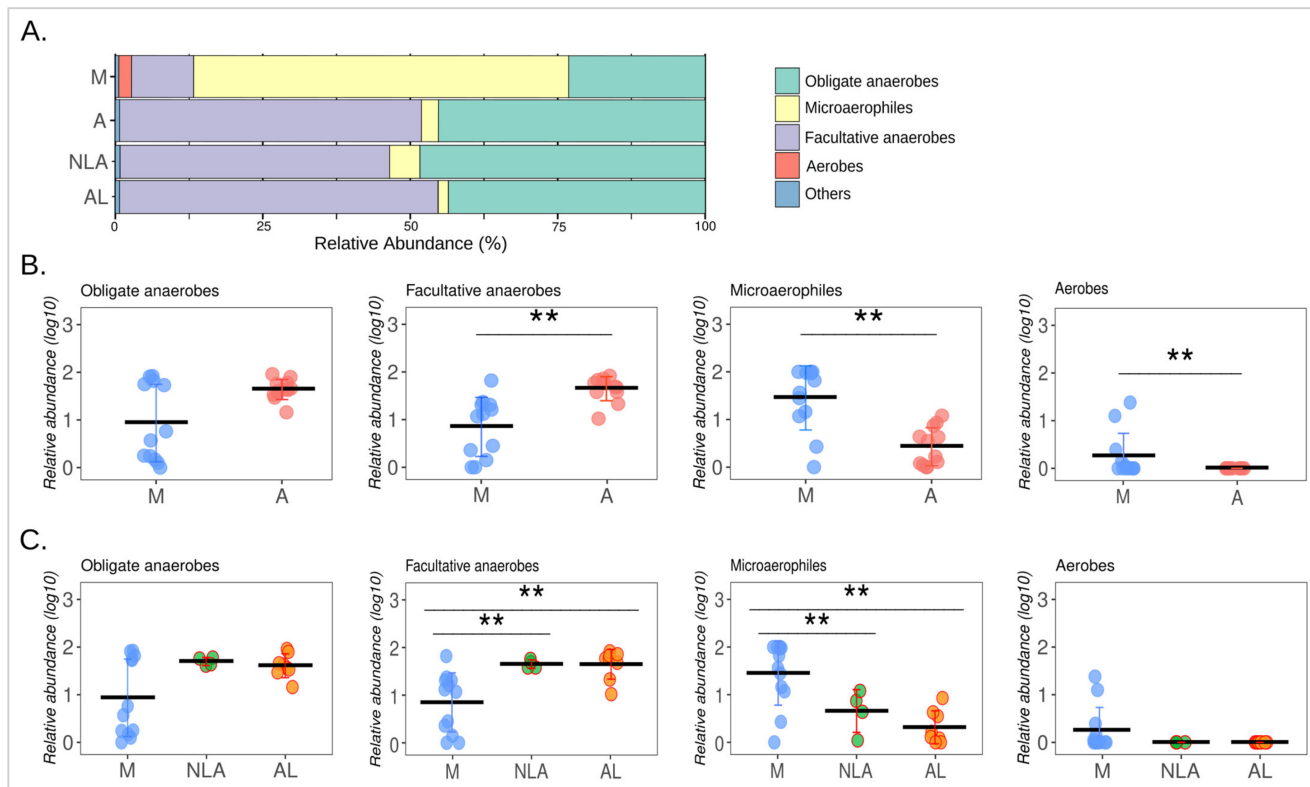 A.
M
A
NLA
AL
0 25 50 75 100
Relative Abundance (%)
Obligate anaerobes
Microaerophiles
Facultative anaerobes
Aerobes
Others
B.
Obligate anaerobes
Relative abundance (log10)
3
2
1
0
M A
Facultative anaerobes
Relative abundance (log10)
3
2
1
0
**
M A
Microaerophiles
Relative abundance (log10)
3
2
1
0
**
M A
Aerobes
Relative abundance (log10)
3
2
1
0
**
M A
C.
Obligate anaerobes
Relative abundance (log10)
3
2
1
0
M NLA AL
Facultative anaerobes
Relative abundance (log10)
3
2
1
0
**
**
M NLA AL
Microaerophiles
Relative abundance (log10)
3
2
1
0
**
**
M NLA AL
Aerobes
Relative abundance (log10)
3
2
1
0
M NLA AL